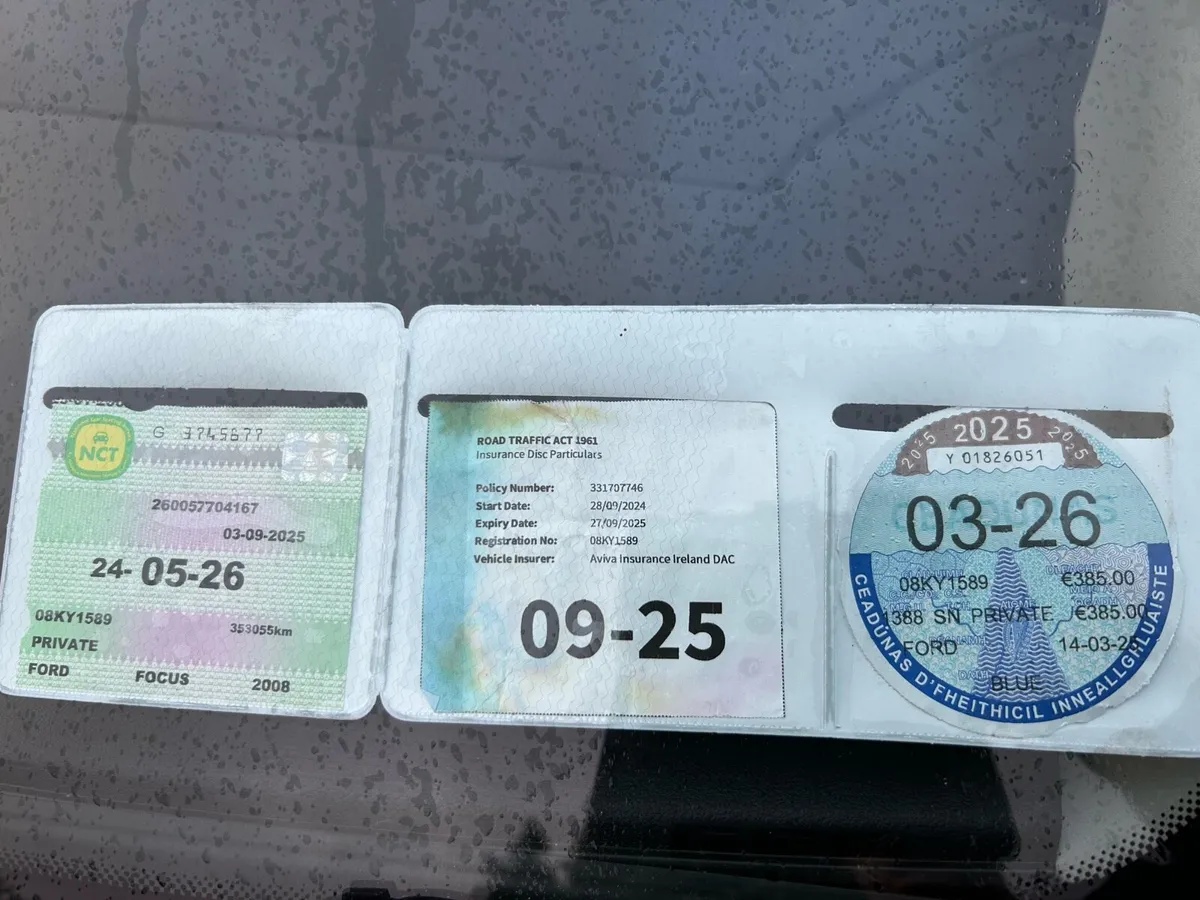 NCT
G 3745677
260057704167
03-09-2025
24-05-26
08KY1589
353055km
PRIVATE
FORD FOCUS 2008
ROAD TRAFFIC ACT 1961
Insurance Disc Particulars
Policy Number: 331707746
Start Date: 28/09/2024
Expiry Date: 27/09/2025
Registration No: 08KY1589
Vehicle Insurer: Aviva Insurance Ireland DAC
09-25
2025 2025 2025
Y 01826051
03-26
08KY1589 €385.00
1388 SN PRIVATE /€385.00
FORD 14-03-25
BLUE
CEADUNAS D'FHEITHICIL INNEALLGHLUAISTE